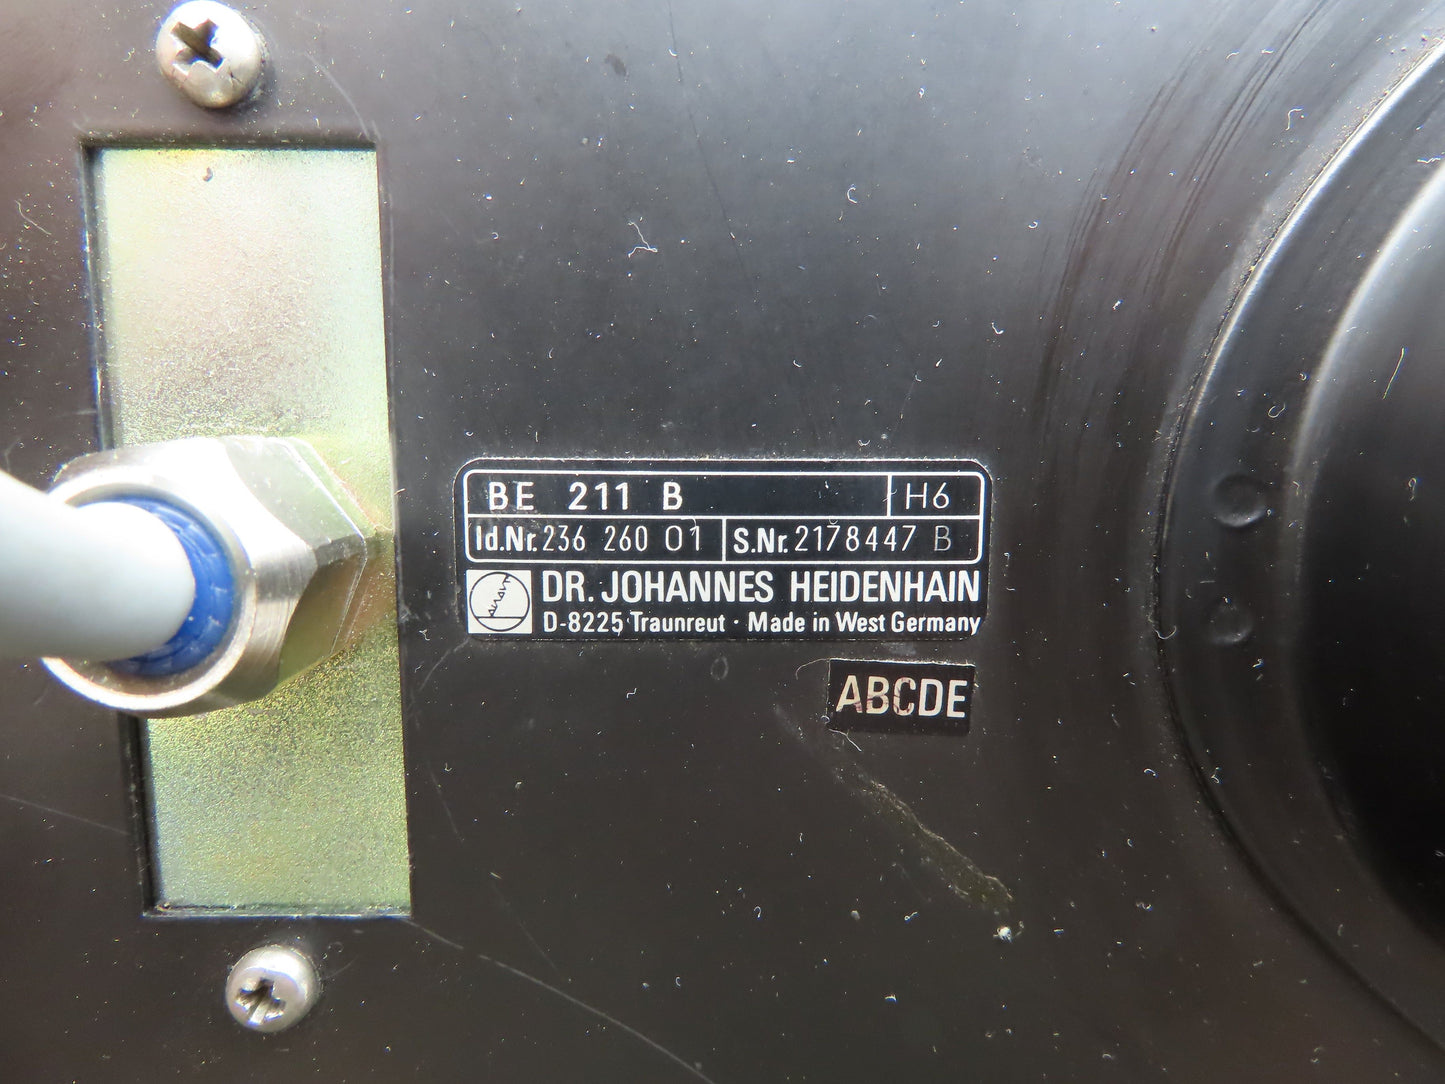 BE 211 B H6
Id.Nr. 236 260 01 S.Nr. 2178447 B
DR. JOHANNES HEIDENHAIN
D-8225 Traunreut · Made in West Germany
ABCDE